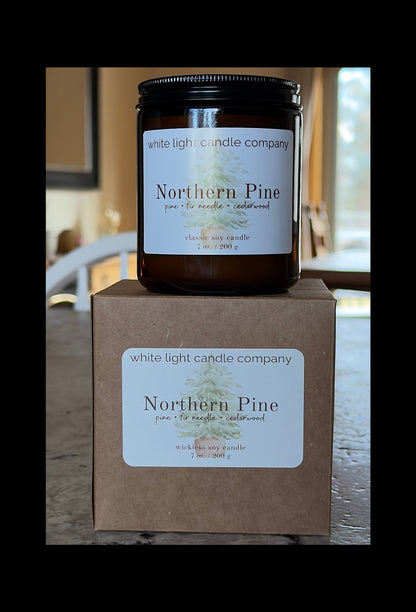 white light candle company
Northern Pine
pine • fir needle • cedarwood
classic soy candle
7 oz. / 200 g
white light candle company
Northern Pine
pine • fir needle • cedarwood
wickless soy candle
7 oz. / 200 g